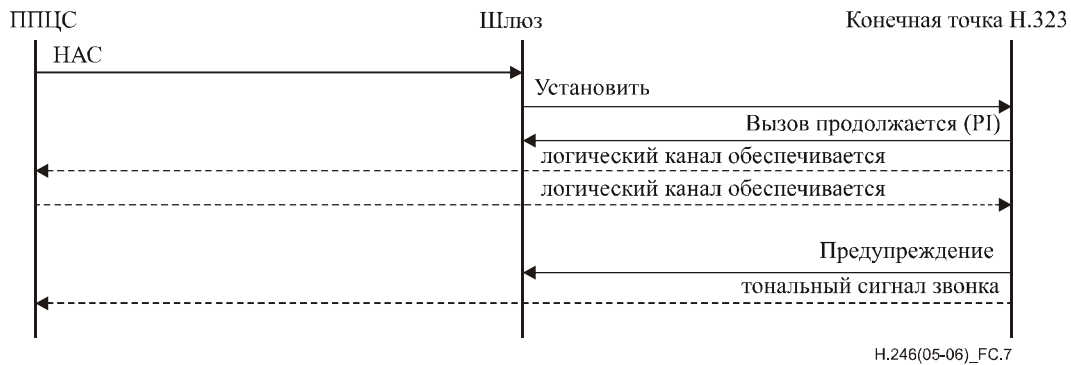 ППЦС Шлюз Конечная точка H.323
НАС
Установить
Вызов продолжается (PI)
логический канал обеспечивается
логический канал обеспечивается
Предупреждение
тональный сигнал звонка
H.246(05-06)_FC.7